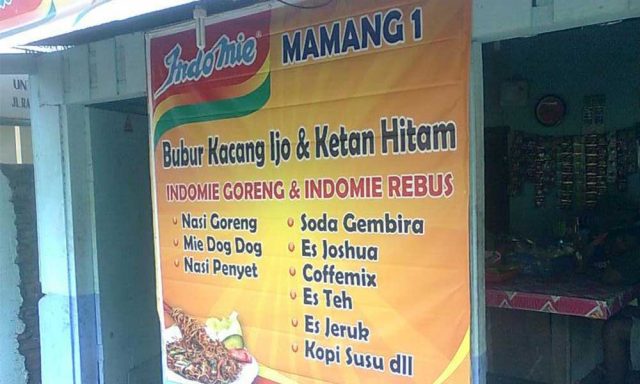 Indomie
MAMANG 1
Bubur Kacang Ijo & Ketan Hitam
INDOMIE GORENG & INDOMIE REBUS
Nasi Goreng
Mie Dog Dog
Nasi Penyet
Soda Gembira
Es Joshua
Coffemix
Es Teh
Es Jeruk
Kopi Susu dll